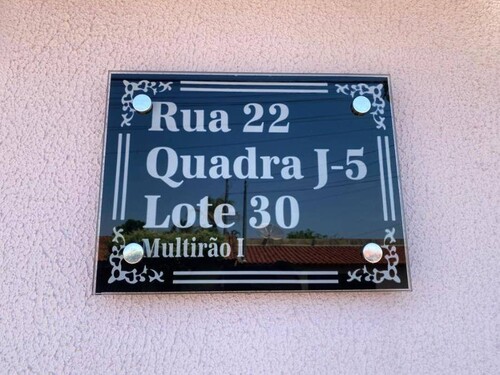 Rua 22
Quadra J-5
Lote 30
Multirão I